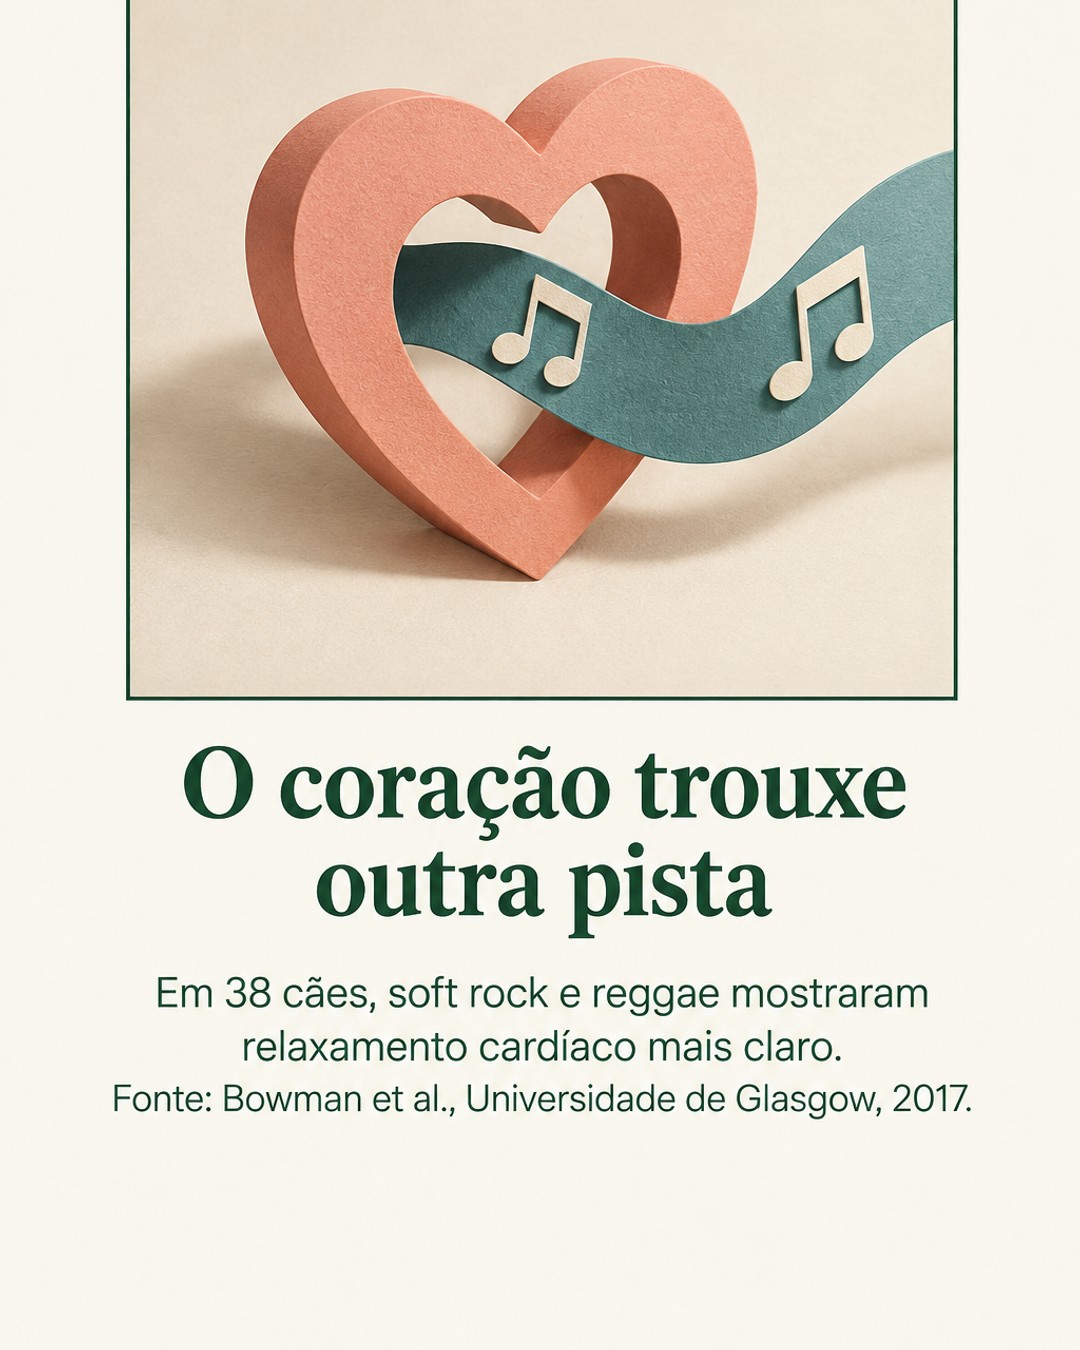 O coração trouxe
outra pista
Em 38 cães, soft rock e reggae mostraram
relaxamento cardíaco mais claro.
Fonte: Bowman et al., Universidade de Glasgow, 2017.